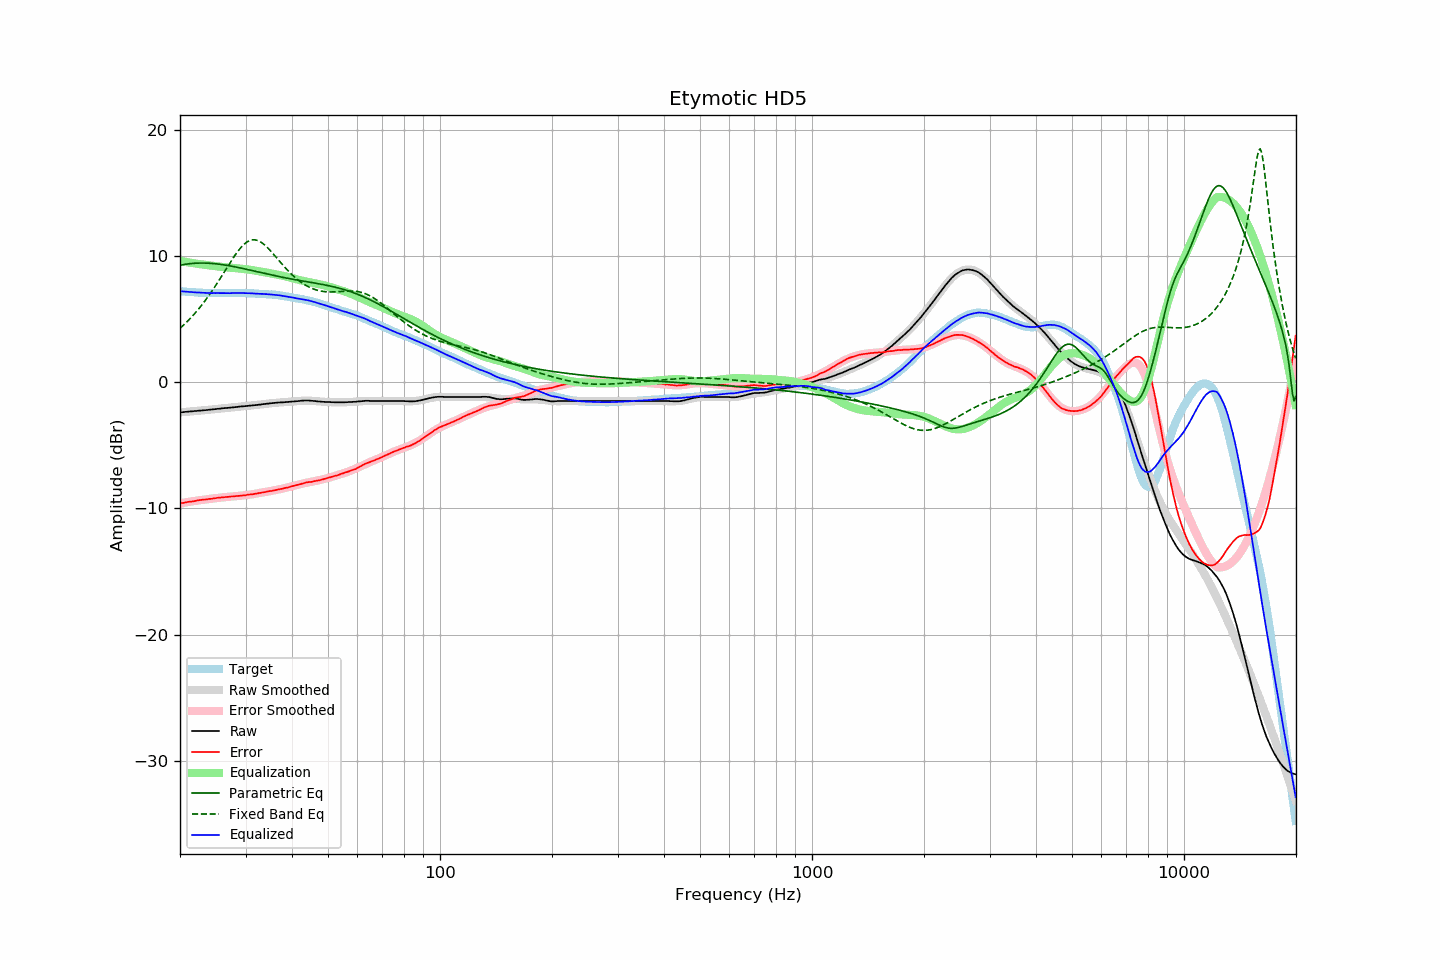 Etymotic HD5
20
10
0
−10
−20
−30
Amplitude (dBr)
Target
Raw Smoothed
Error Smoothed
Raw
Error
Equalization
Parametric Eq
Fixed Band Eq
Equalized
100
1000
10000
Frequency (Hz)